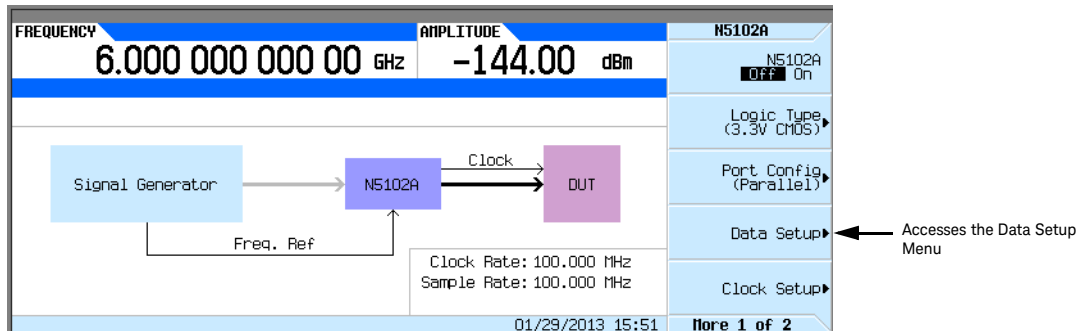 FREQUENCY
6.000 000 000 00 GHz
AMPLITUDE
-144.00 dBm
N5102A
N5102A
Off On
Logic Type
(3.3V CMOS)
Port Config
(Parallel)
Data Setup
Clock Setup
More 1 of 2
Signal Generator
N5102A
Clock
DUT
Freq. Ref
Clock Rate: 100.000 MHz
Sample Rate: 100.000 MHz
01/29/2013 15:51
Accesses the Data Setup
Menu